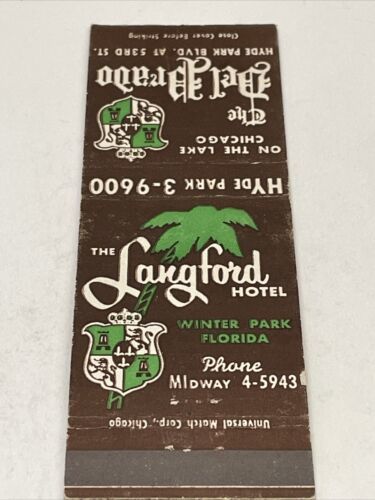 Close Cover Before Striking
HYDE PARK BLVD. AT 53RD ST.
The
Del Prado
ON THE LAKE
CHICAGO
HYDE PARK 3-9600
THE
Langford
HOTEL
WINTER PARK
FLORIDA
Phone
MIDWAY 4-5943
Universal Match Corp., Chicago